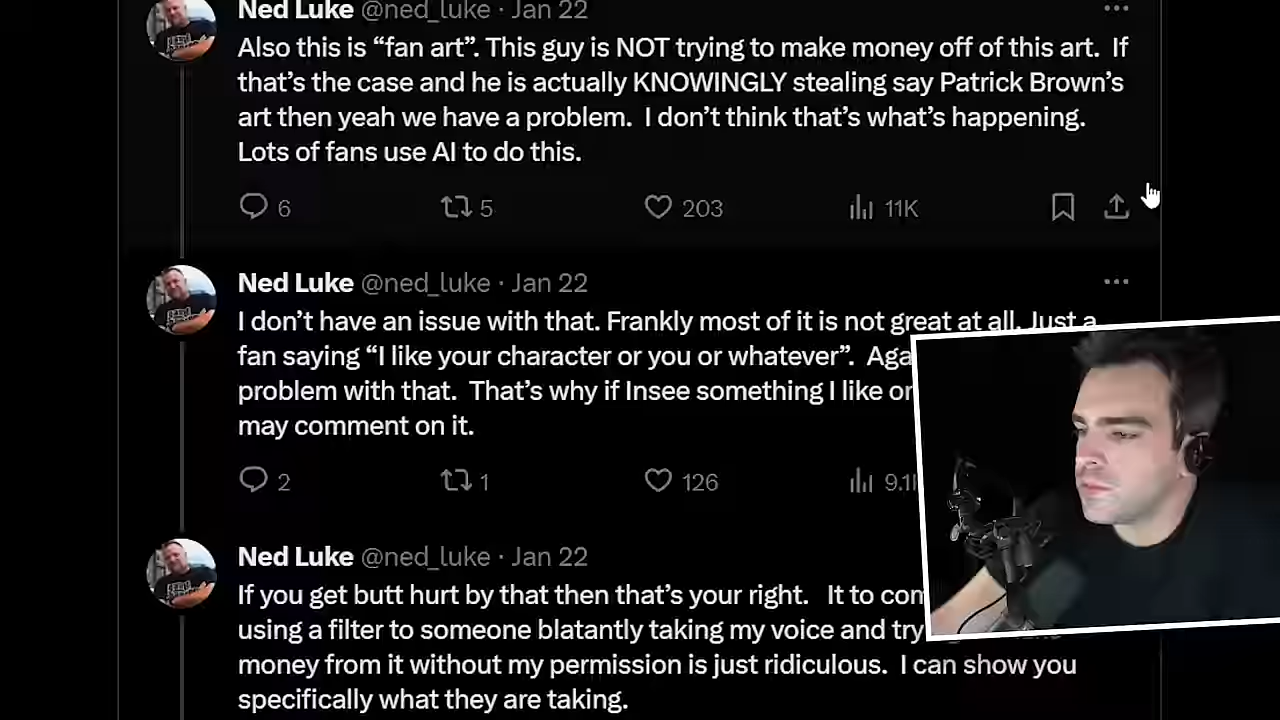 Ned Luke @ned_luke · Jan 22
Also this is “fan art”. This guy is NOT trying to make money off of this art. If
that’s the case and he is actually KNOWINGLY stealing say Patrick Brown’s
art then yeah we have a problem. I don’t think that’s what’s happening.
Lots of fans use AI to do this.
6 5 203 11K
Ned Luke @ned_luke · Jan 22
I don’t have an issue with that. Frankly most of it is not great at all. Just a
fan saying “I like your character or you or whatever”.
problem with that. That’s why if Insee something I like or
may comment on it.
2 1 126
Ned Luke @ned_luke · Jan 22
If you get butt hurt by that then that’s your right. It to
using a filter to someone blatantly taking my voice and
money from it without my permission is just ridiculous. I can show you
specifically what they are taking.